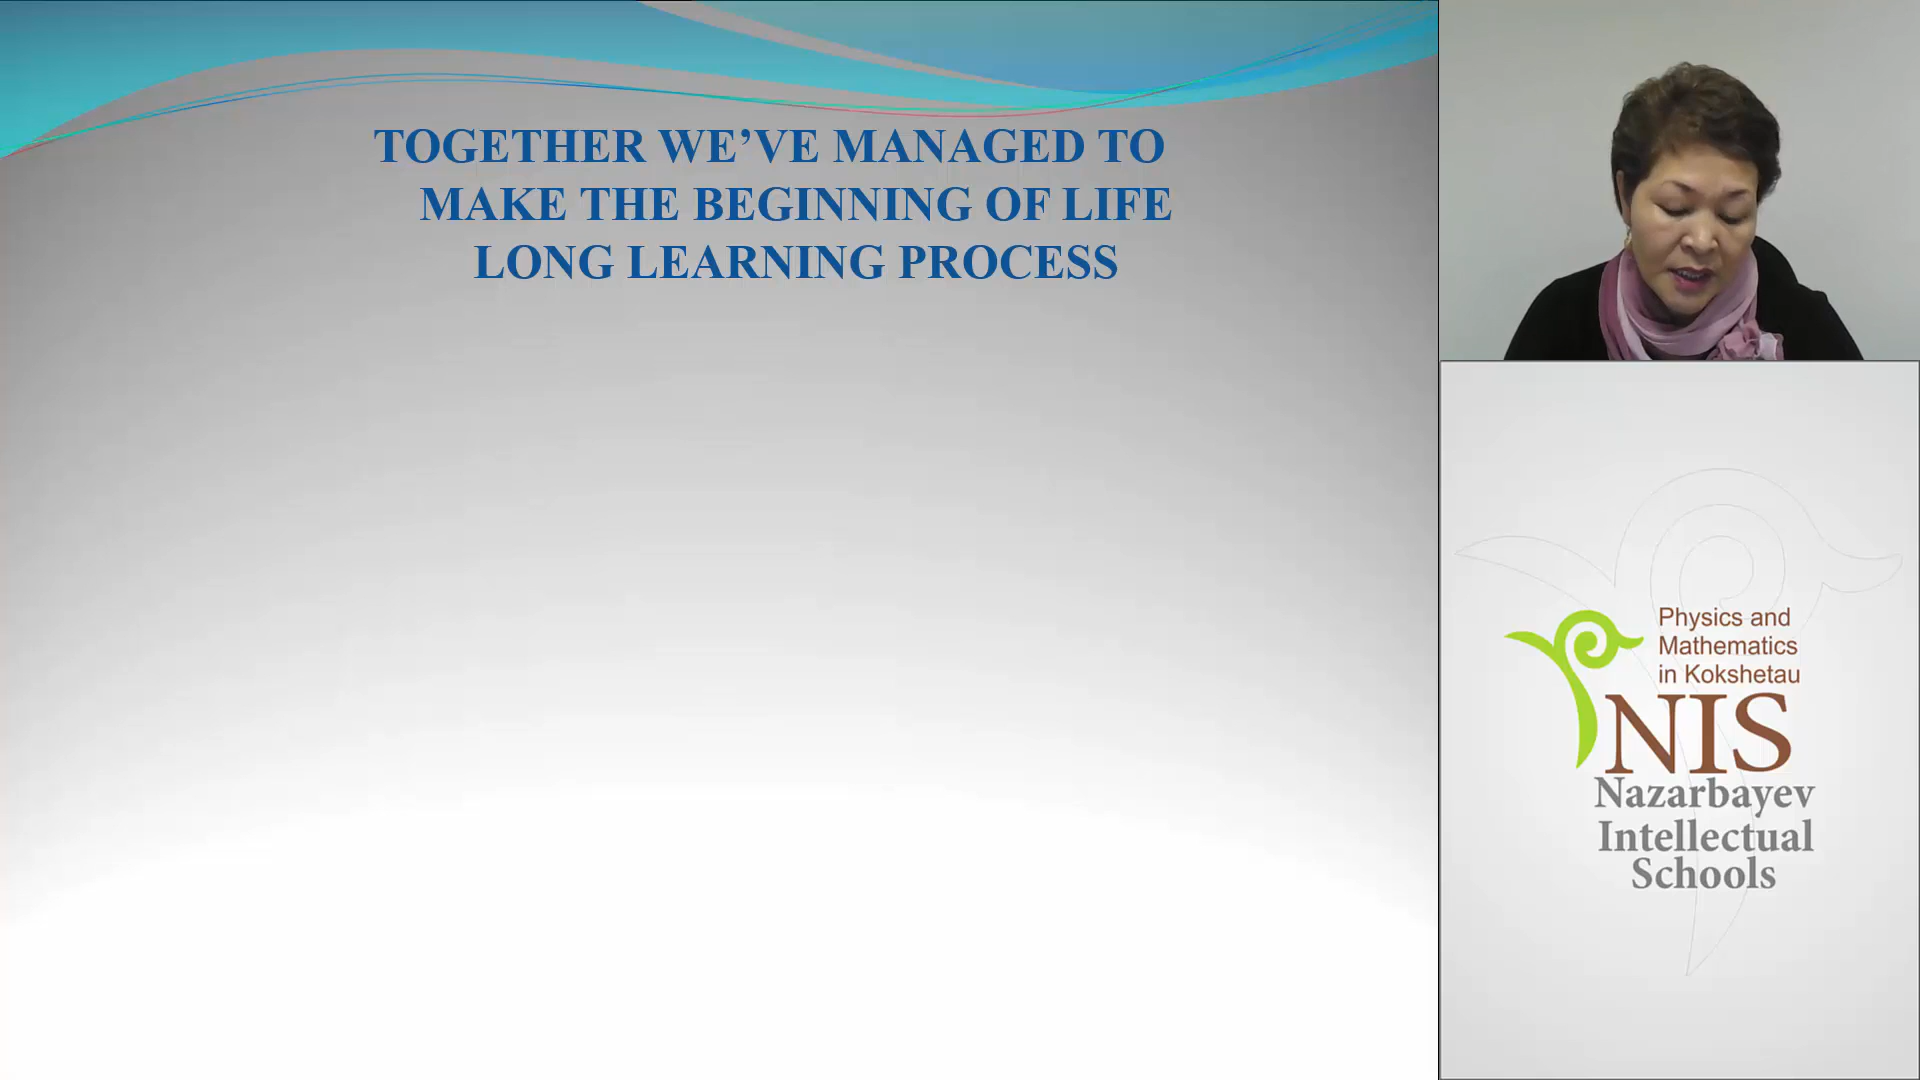 TOGETHER WE’VE MANAGED TO
MAKE THE BEGINNING OF LIFE
LONG LEARNING PROCESS
Physics and
Mathematics
in Kokshetau
NIS
Nazarbayev
Intellectual
Schools